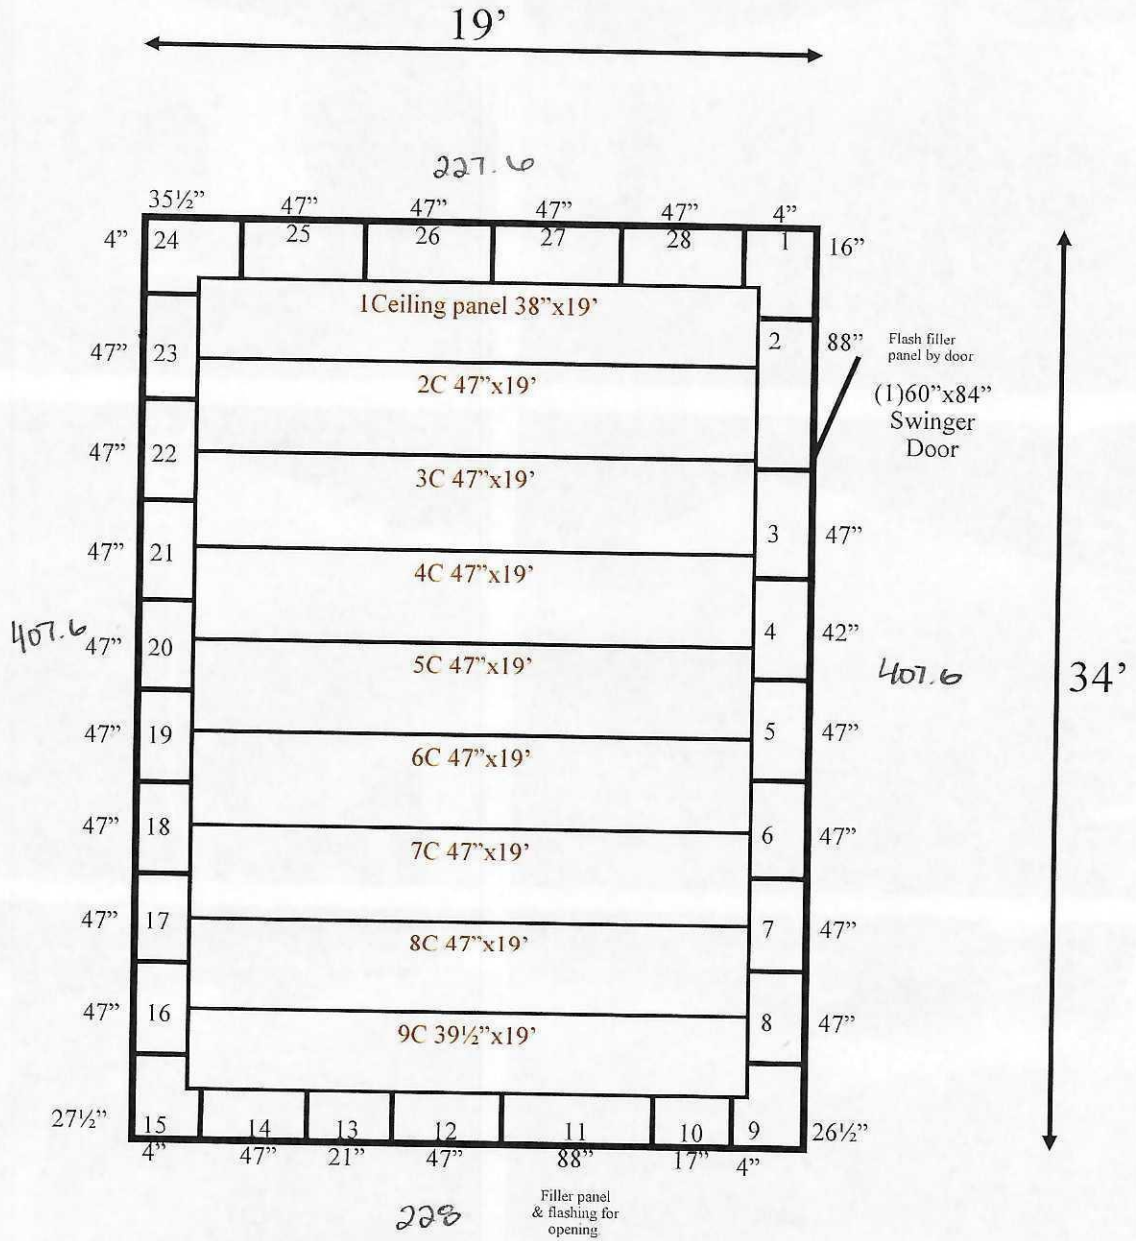 19’
227.6
35½” 47” 47” 47” 47” 4”
4” 24 25 26 27 28 1 16”
1Ceiling panel 38”x19’
47” 23 2 88” Flash filler
panel by door
2C 47”x19’
(1)60”x84”
Swinger
Door
47” 22
3C 47”x19’
47” 21 3 47”
4C 47”x19’
407.6 47” 20 4 42”
5C 47”x19’
407.6 34’
47” 19 5 47”
6C 47”x19’
47” 18 6 47”
7C 47”x19’
47” 17 7 47”
8C 47”x19’
47” 16 8 47”
9C 39½”x19’
27½” 15 14 13 12 11 10 9 26½”
4” 47” 21” 47” 88” 17” 4”
228
Filler panel
& flashing for
opening